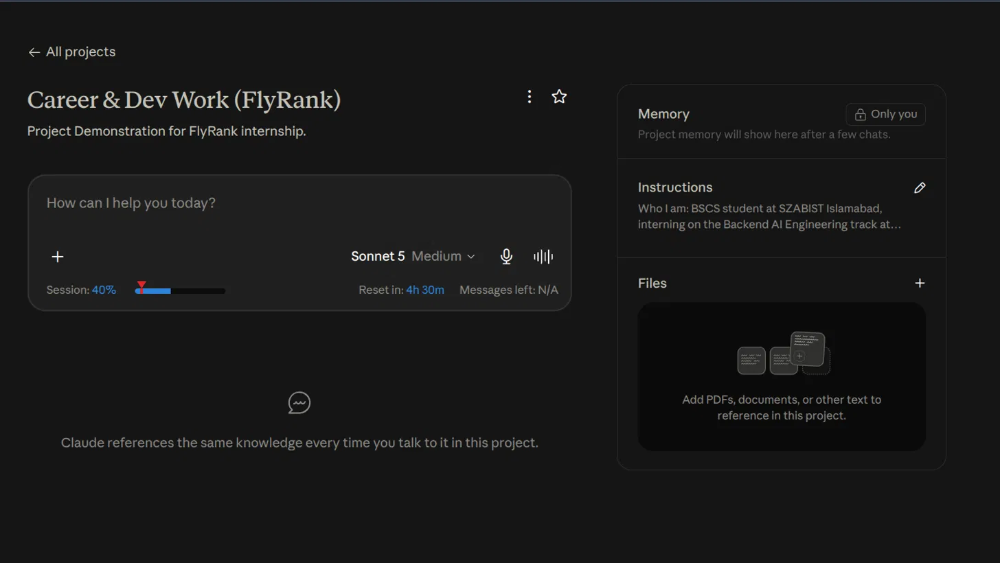 All projects
Career & Dev Work (FlyRank)
Project Demonstration for FlyRank internship.
How can I help you today?
Sonnet 5 Medium
Session: 40%
Reset in: 4h 30m
Messages left: N/A
Claude references the same knowledge every time you talk to it in this project.
Memory
Only you
Project memory will show here after a few chats.
Instructions
Who I am: BSCS student at SZABIST Islamabad,
interning on the Backend AI Engineering track at…
Files
Add PDFs, documents, or other text to
reference in this project.